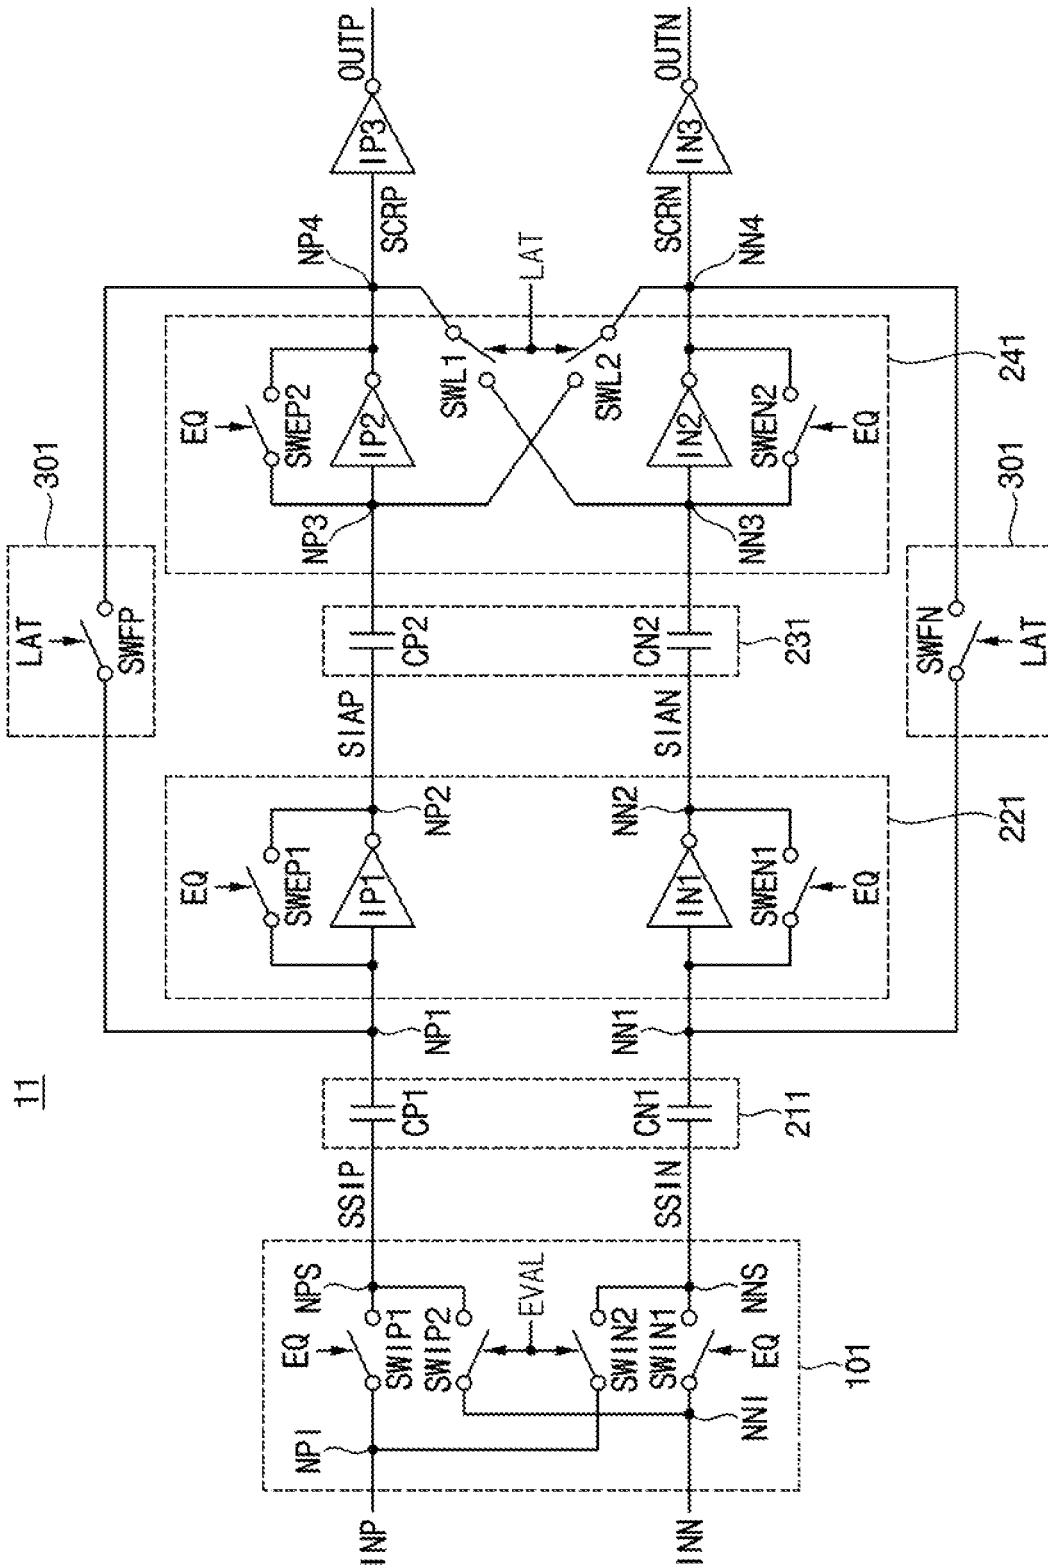 11
INP
INN
NPI
NNI
EQ
SWIP1
SWIP2
EVAL
SWIN2
SWIN1
EQ
NPS
NNS
101
SSIP
SSIN
CP1
CN1
211
NP1
NN1
EQ
SWEP1
IP1
IN1
SWEN1
EQ
NP2
NN2
221
SIAP
SIAN
LAT
SWFP
301
CP2
CN2
231
SWFN
LAT
301
NP3
NN3
EQ
SWEP2
IP2
SWL1
LAT
SWL2
IN2
SWEN2
EQ
241
NP4
NN4
SCRP
SCRN
IP3
IN3
OUTP
OUTN